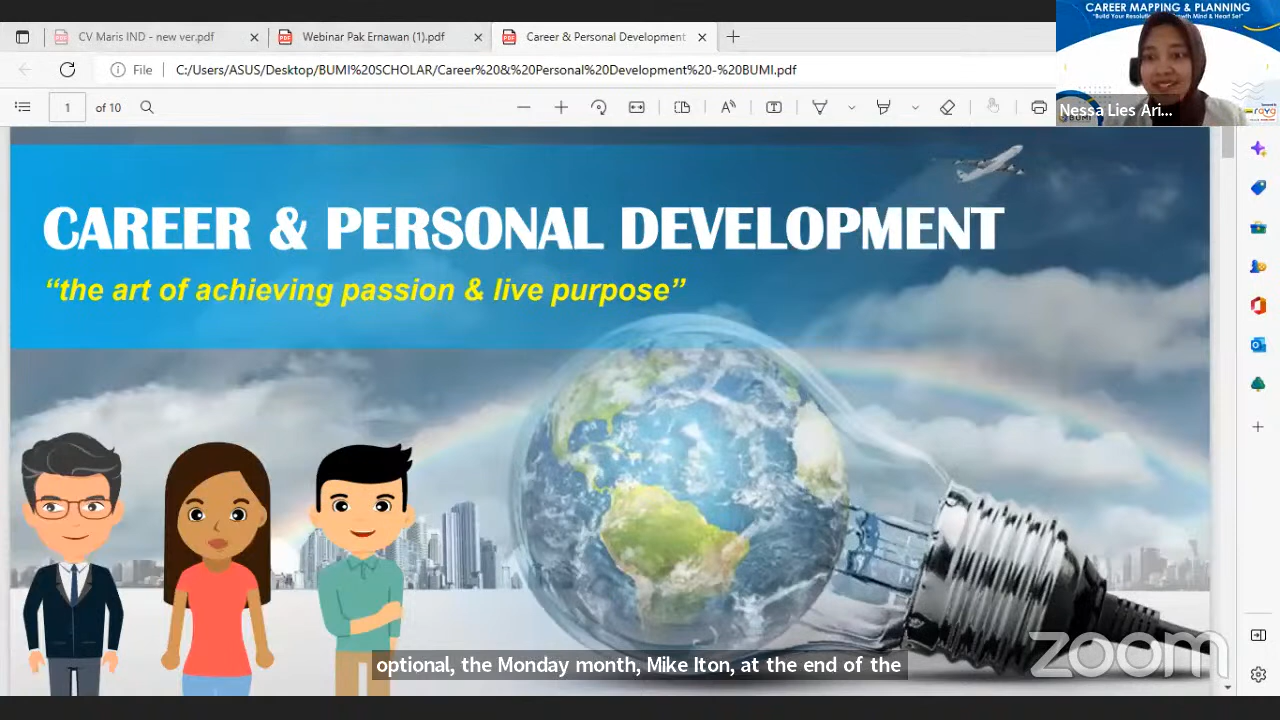 CV Maris IND - new ver.pdf
Webinar Pak Ernawan (1).pdf
Career & Personal Development
File
C:/Users/ASUS/Desktop/BUMI%20SCHOLAR/Career%20&%20Personal%20Development%20-%20BUMI.pdf
1 of 10
CAREER MAPPING & PLANNING
Nessa Lies Ari...
CAREER & PERSONAL DEVELOPMENT
“the art of achieving passion & live purpose”
optional, the Monday month, Mike Iton, at the end of the
zoom